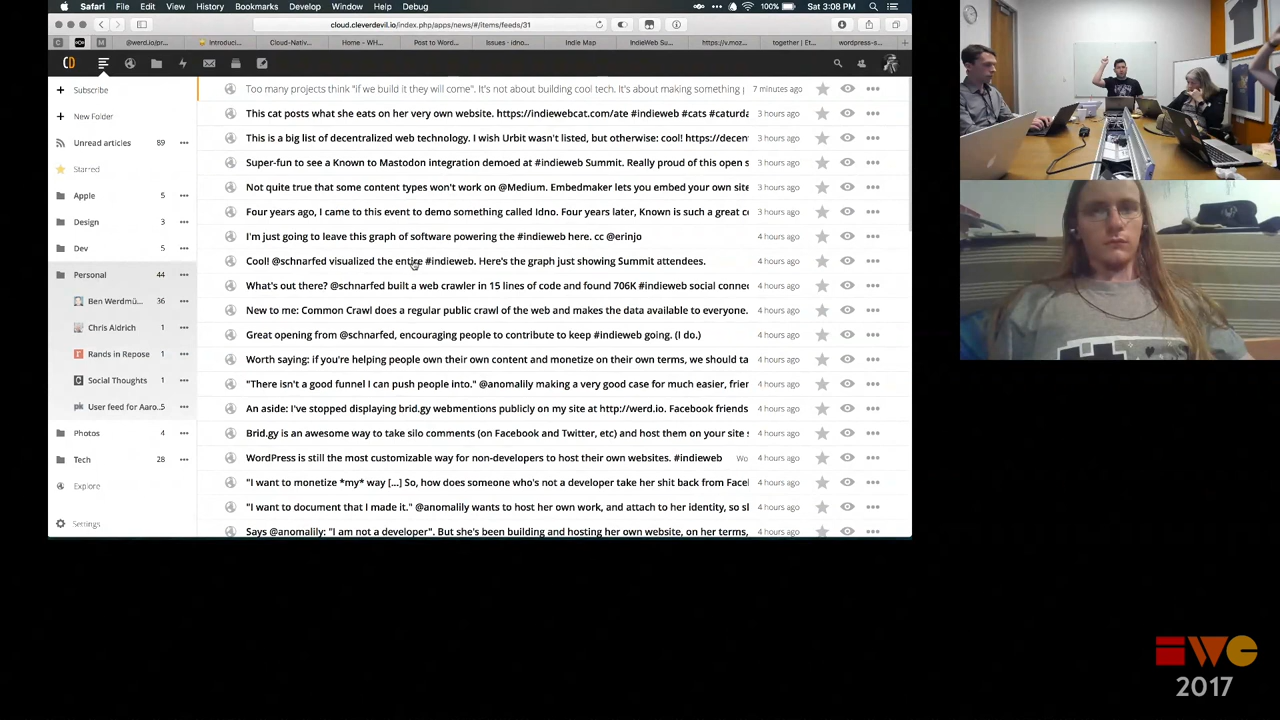 Safari File Edit View History Bookmarks Develop Window Help Debug
100% Sat 3:08 PM
cloud.cleverdevil.io/index.php/apps/news/#/items/feeds/31
@werd.io/pr... Introduci... Cloud-Nativ... Home - WH... Post to Word... Issues - idno... Indie Map IndieWeb Su... https://v.moz... together | Et... wordpress-s...
CD
Subscribe
New Folder
Unread articles 89
Starred
Apple 5
Design 3
Dev 5
Personal 44
Ben Werdmü... 36
Chris Aldrich 1
Rands in Repose 1
Social Thoughts 1
User feed for Aaro.. 5
Photos 4
Tech 28
Explore
Settings
Too many projects think "if we build it they will come". It's not about building cool tech. It's about making something 7 minutes ago
This cat posts what she eats on her very own website. https://indiewebcat.com/ate #indieweb #cats #caturda 3 hours ago
This is a big list of decentralized web technology. I wish Urbit wasn't listed, but otherwise: cool! https://decen 3 hours ago
Super-fun to see a Known to Mastodon integration demoed at #indieweb Summit. Really proud of this open s 3 hours ago
Not quite true that some content types won't work on @Medium. Embedmaker lets you embed your own site 3 hours ago
Four years ago, I came to this event to demo something called Idno. Four years later, Known is such a great cc 3 hours ago
I'm just going to leave this graph of software powering the #indieweb here. cc @erinjo 4 hours ago
Cool! @schnarfed visualized the entire #indieweb. Here's the graph just showing Summit attendees. 4 hours ago
What's out there? @schnarfed built a web crawler in 15 lines of code and found 706K #indieweb social connec 4 hours ago
New to me: Common Crawl does a regular public crawl of the web and makes the data available to everyone. 4 hours ago
Great opening from @schnarfed, encouraging people to contribute to keep #indieweb going. (I do.) 4 hours ago
Worth saying: if you're helping people own their own content and monetize on their own terms, we should ta 4 hours ago
"There isn't a good funnel I can push people into." @anomalily making a very good case for much easier, frien 4 hours ago
An aside: I've stopped displaying brid.gy webmentions publicly on my site at http://werd.io. Facebook friends 4 hours ago
Brid.gy is an awesome way to take silo comments (on Facebook and Twitter, etc) and host them on your site s 4 hours ago
WordPress is still the most customizable way for non-developers to host their own websites. #indieweb Wo 4 hours ago
"I want to monetize *my* way [...] So, how does someone who's not a developer take her shit back from Facel 4 hours ago
"I want to document that I made it." @anomalily wants to host her own work, and attach to her identity, so sl 4 hours ago
Says @anomalily: "I am not a developer". But she's been building and hosting her own website, on her terms, 4 hours ago
IWC
2017